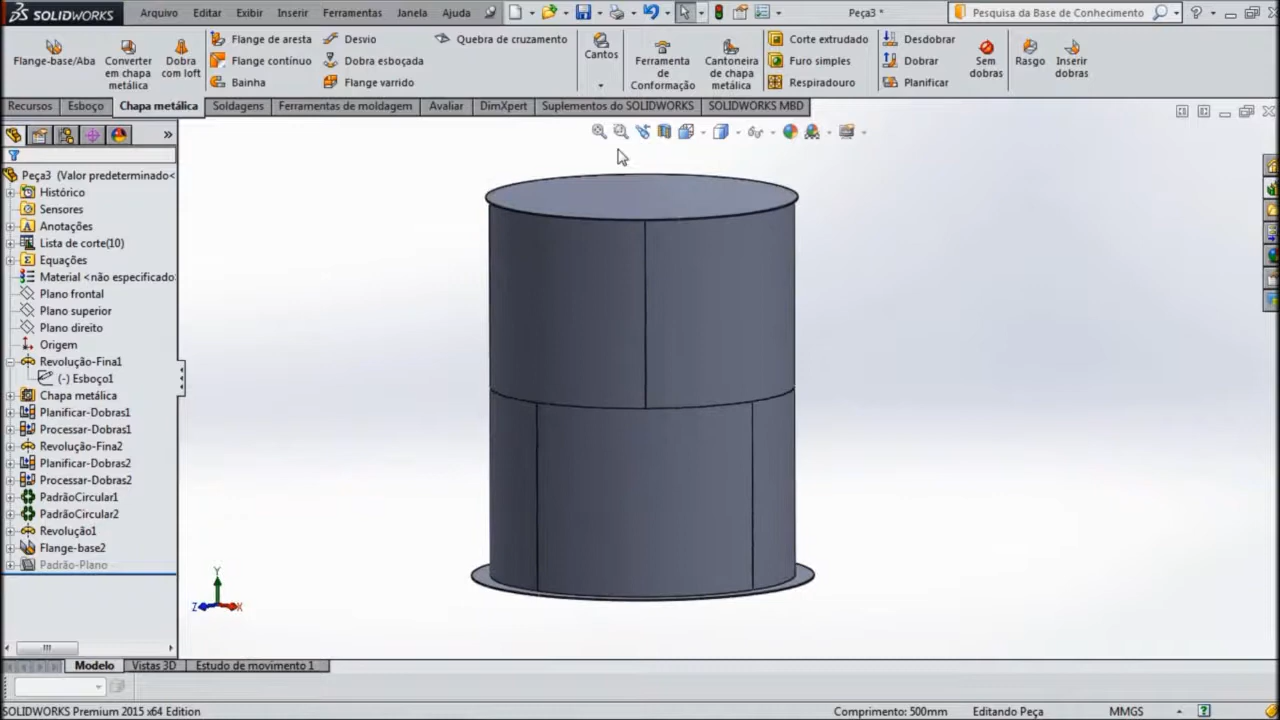 SOLIDWORKS Arquivo Editar Exibir Inserir Ferramentas Janela Ajuda Peça3 * Pesquisa da Base de Conhecimento ?
Flange-base/Aba
Converter em chapa metálica
Dobra com loft
Flange de aresta
Flange contínuo
Bainha
Desvio
Dobra esboçada
Flange varrido
Quebra de cruzamento
Cantos
Ferramenta de Conformação
Cantoneira de chapa metálica
Corte extrudado
Furo simples
Respiradouro
Desdobrar
Dobrar
Planificar
Sem dobras
Rasgo
Inserir dobras
Recursos Esboço Chapa metálica Soldagens Ferramentas de moldagem Avaliar DimXpert Suplementos do SOLIDWORKS SOLIDWORKS MBD
Peça3 (Valor predeterminado<
Histórico
Sensores
Anotações
Lista de corte(10)
Equações
Material <não especificado>
Plano frontal
Plano superior
Plano direito
Origem
Revolução-Fina1
(-) Esboço1
Chapa metálica
Planificar-Dobras1
Processar-Dobras1
Revolução-Fina2
Planificar-Dobras2
Processar-Dobras2
PadrãoCircular1
PadrãoCircular2
Revolução1
Flange-base2
Padrão-Plano
Y
Z X
Modelo Vistas 3D Estudo de movimento 1
SOLIDWORKS Premium 2015 x64 Edition Comprimento: 500mm Editando Peça MMGS ?